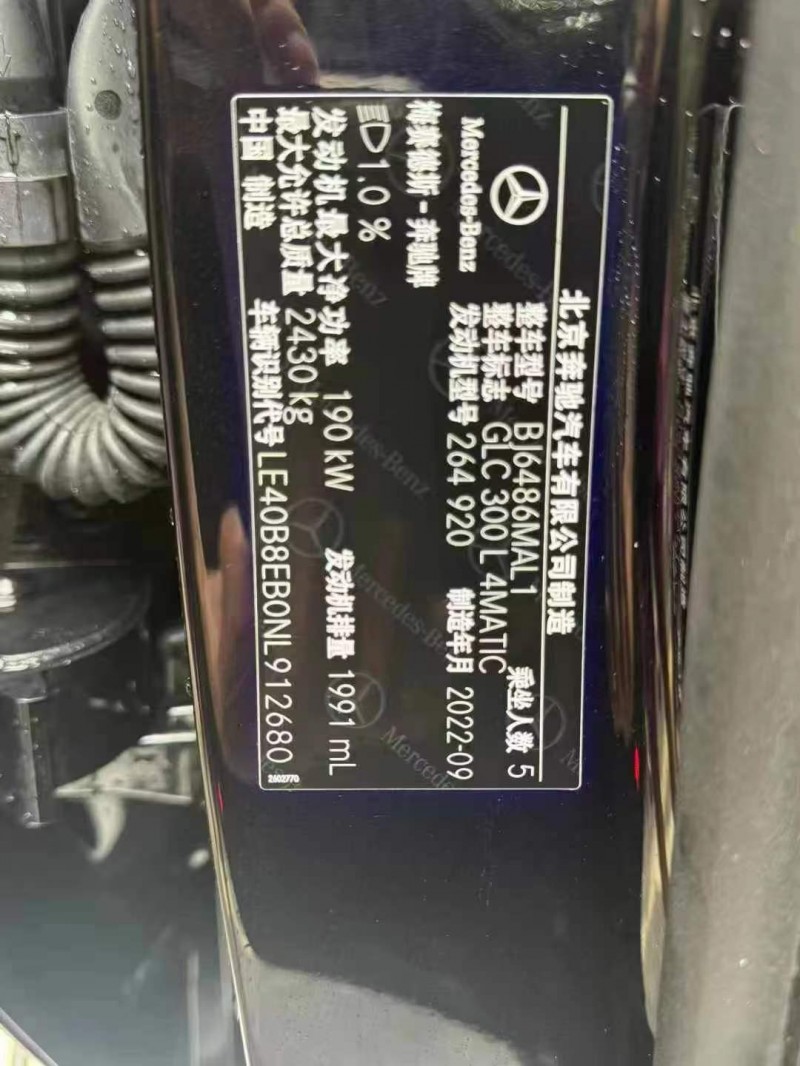 北京奔驰汽车有限公司制造
Mercedes-Benz
梅赛德斯-奔驰牌
整车型号 BJ6486MAL1
整车标志 GLC 300 L 4MATIC 乘坐人数 5
发动机型号 264 920 制造年月 2022-09
1.0 %
发动机最大净功率 190 kW 发动机排量 1991 mL
最大允许总质量 2430 kg
中国 制造 车辆识别代号 LE40B8EB0NL912680
2602770